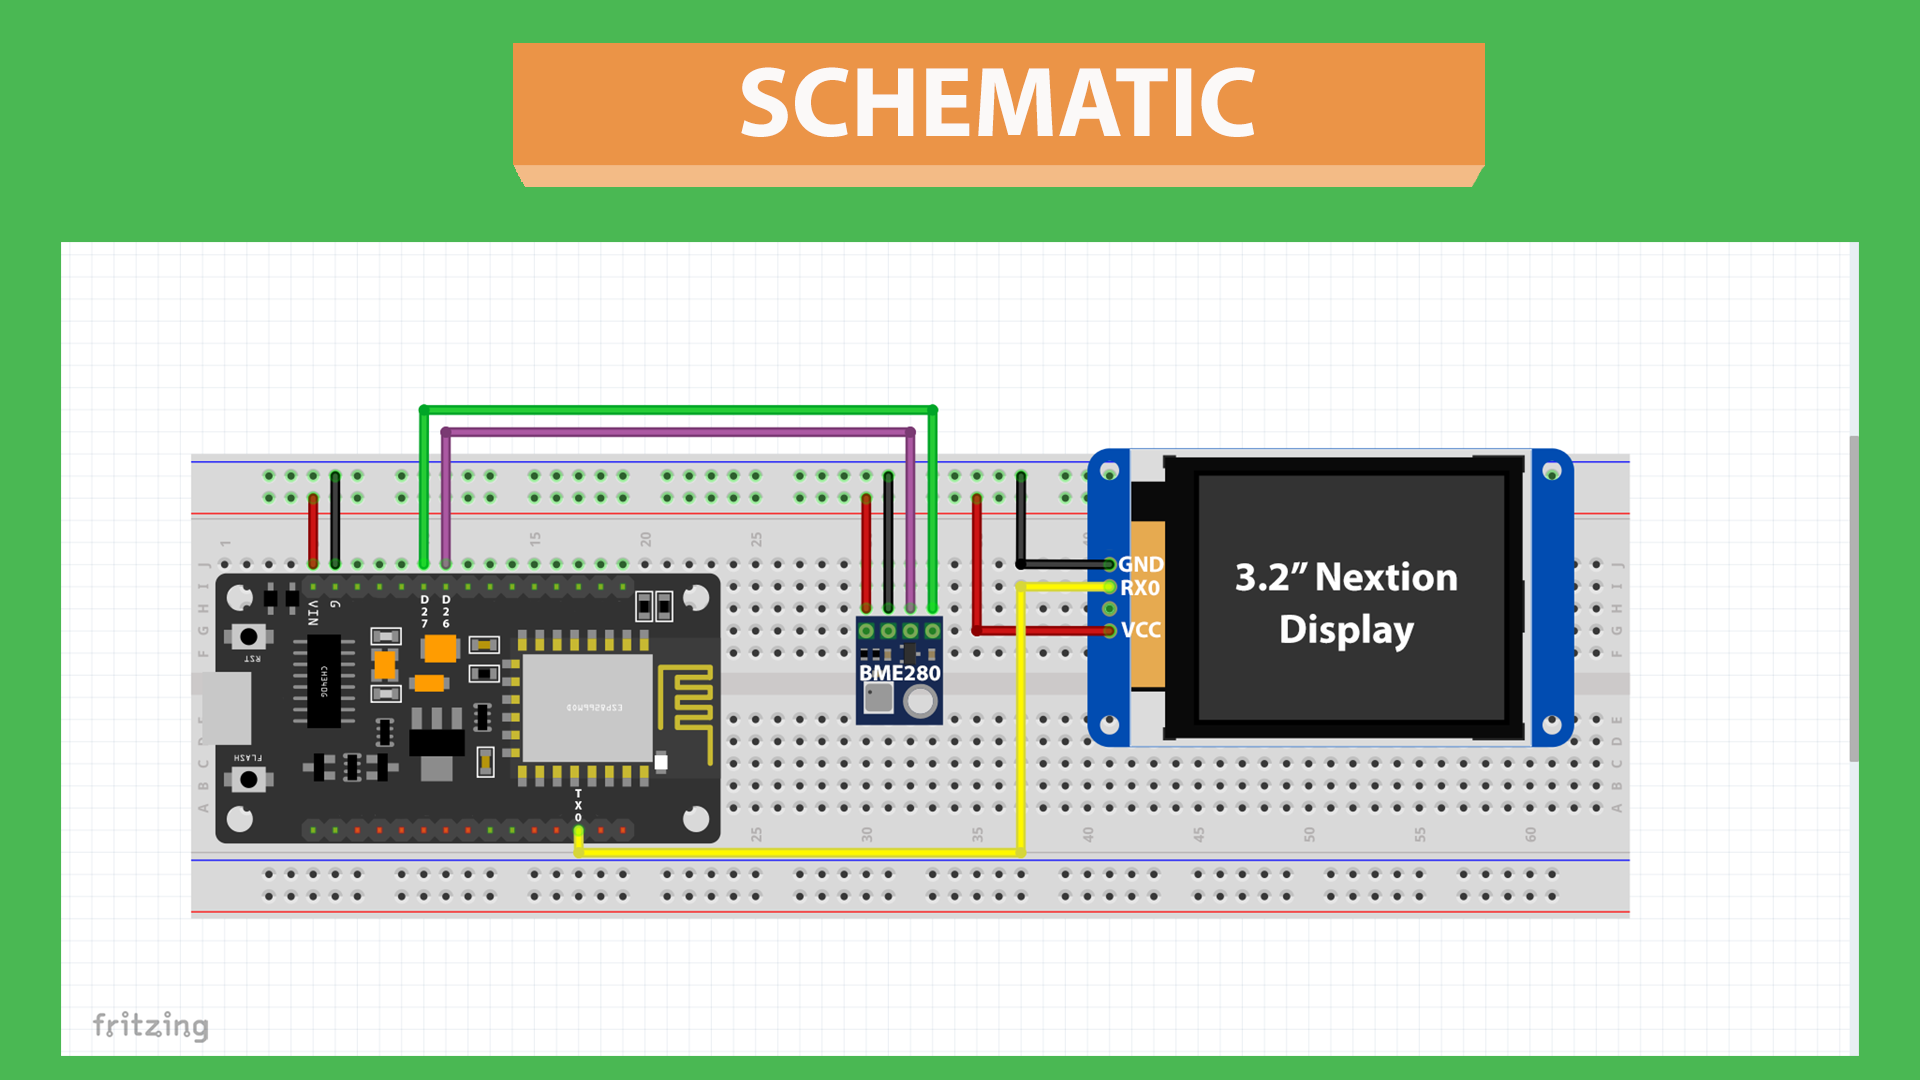 SCHEMATIC
1 15 20 25
J J
I I
H H
G G
F F
VIN G D27 D26
RST
CH340G
ESP8266MOD
FLASH
TX0
BME280
GND
RX0
VCC
3.2” Nextion
Display
E
D D
C C
B B
A A
25 30 35 40 45 50 55 60
fritzing